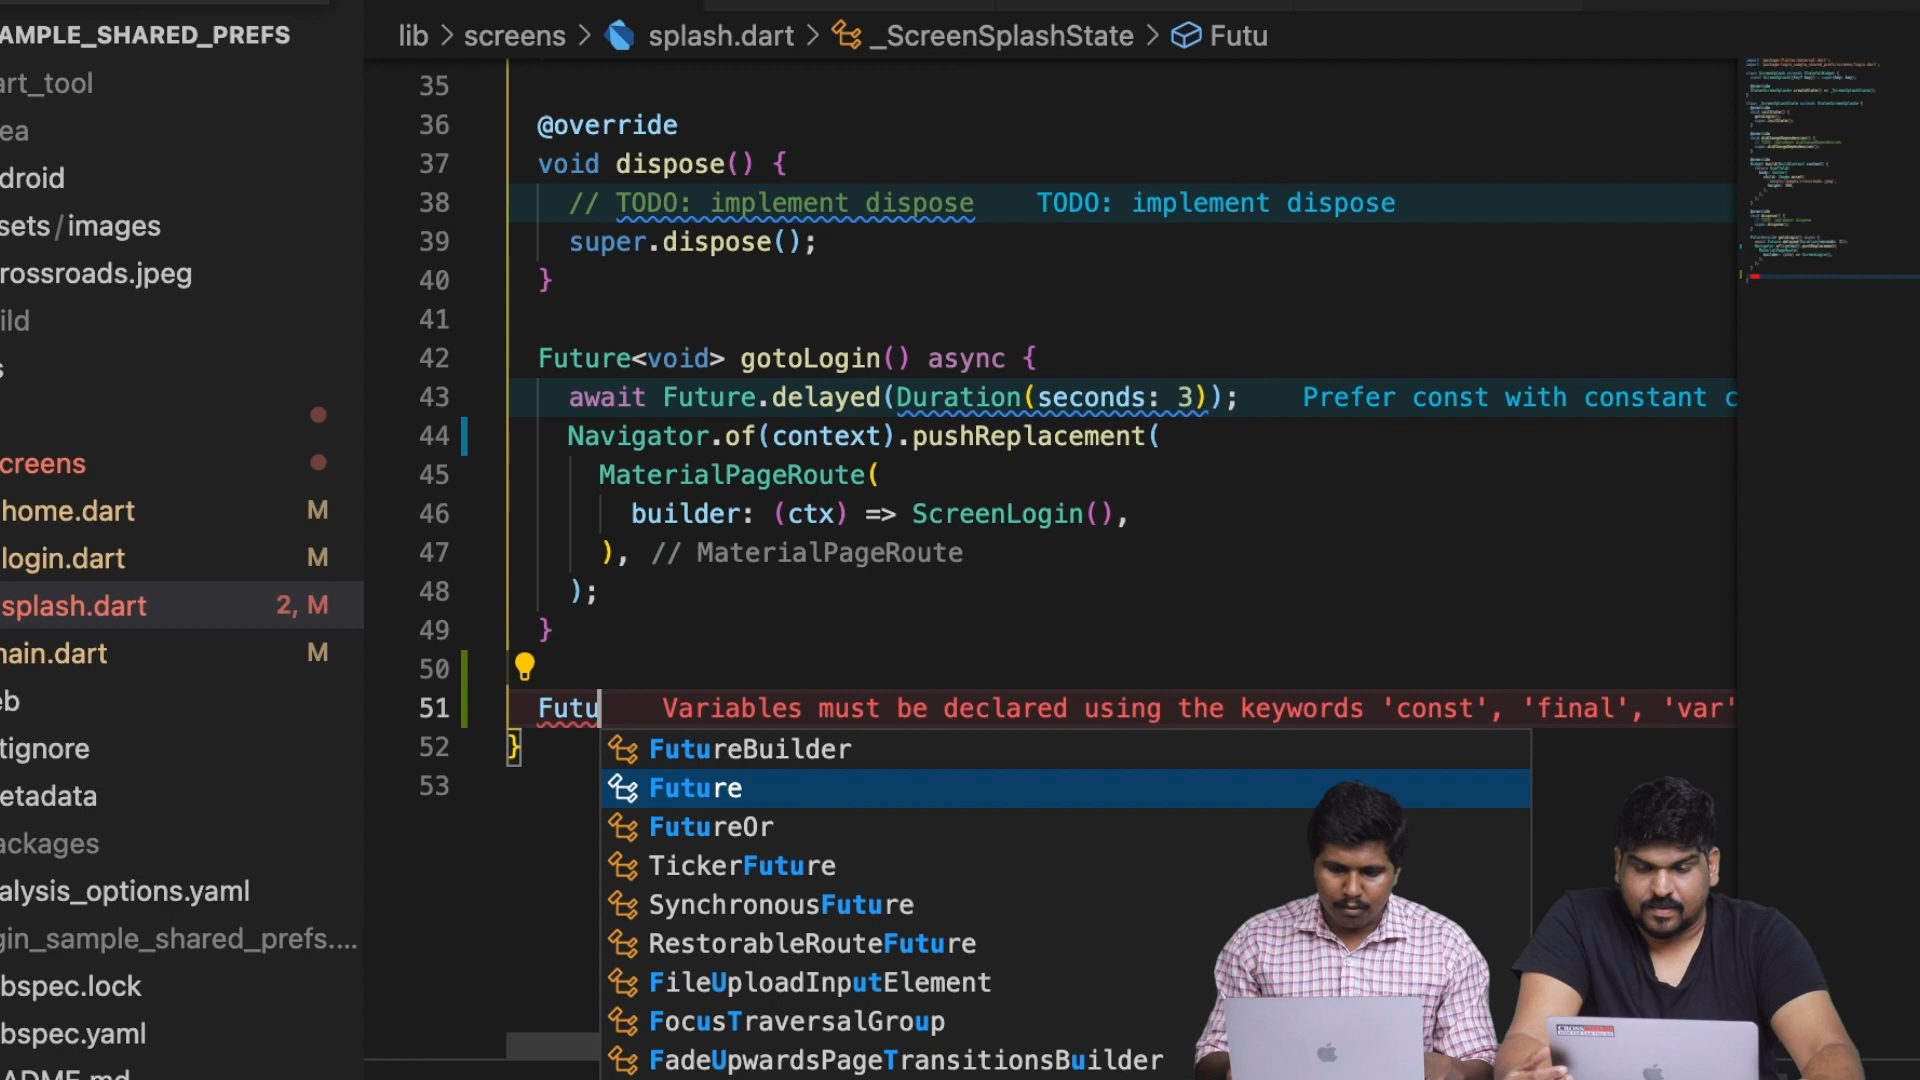 AMPLE_SHARED_PREFS
art_tool
ea
droid
sets/images
rossroads.jpeg
ild
s
creens
home.dart M
login.dart M
splash.dart 2, M
main.dart M
eb
tignore
etadata
ackages
alysis_options.yaml
gin_sample_shared_prefs....
bspec.lock
bspec.yaml
lib > screens > splash.dart > _ScreenSplashState > Futu
35
36 @override
37 void dispose() {
38 // TODO: implement dispose TODO: implement dispose
39 super.dispose();
40 }
41
42 Future<void> gotoLogin() async {
43 await Future.delayed(Duration(seconds: 3)); Prefer const with constant c
44 Navigator.of(context).pushReplacement(
45 MaterialPageRoute(
46 builder: (ctx) => ScreenLogin(),
47 ), // MaterialPageRoute
48 );
49 }
50
51 Futu Variables must be declared using the keywords 'const', 'final', 'var'
52 }
53
FutureBuilder
Future
FutureOr
TickerFuture
SynchronousFuture
RestorableRouteFuture
FileUploadInputElement
FocusTraversalGroup
FadeUpwardsPageTransitionsBuilder